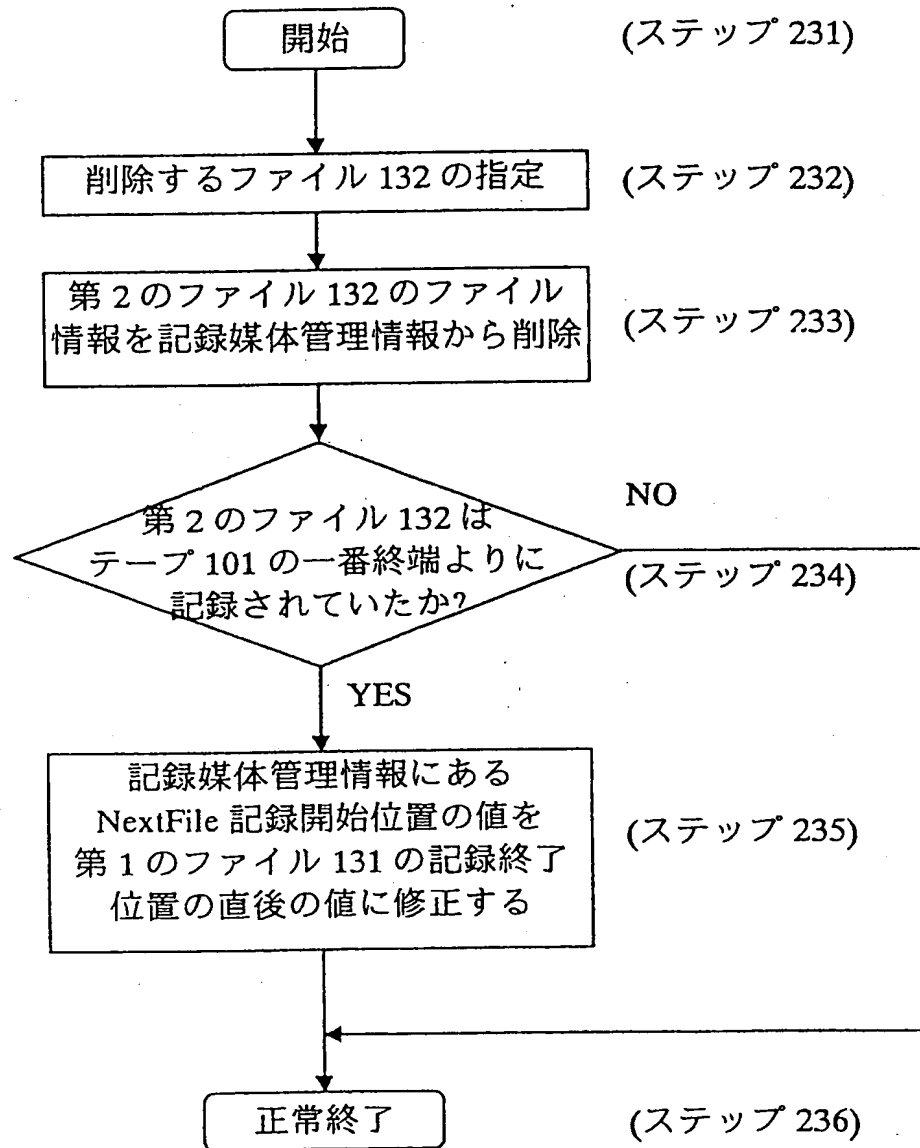 開始 (ステップ 231)
削除するファイル 132 の指定 (ステップ 232)
第 2 のファイル 132 のファイル
情報を記録媒体管理情報から削除 (ステップ 233)
NO
第 2 のファイル 132 は
テープ 101 の一番終端よりに
(ステップ 234)
記録されていたか?
YES
記録媒体管理情報にある
NextFile 記録開始位置の値を
第 1 のファイル 131 の記録終了
位置の直後の値に修正する
(ステップ 235)
正常終了 (ステップ 236)